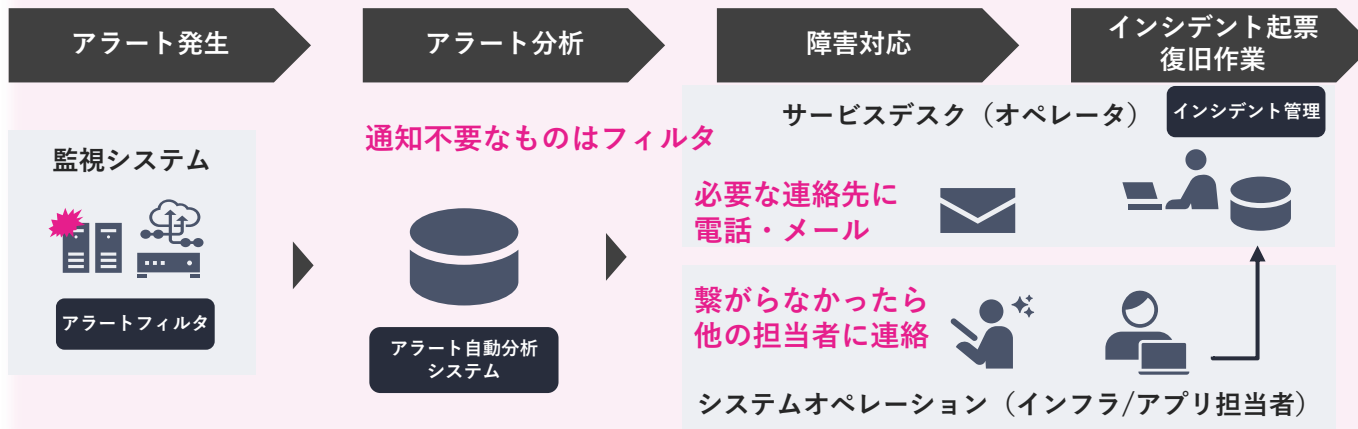 アラート発生
アラート分析
障害対応
インシデント起票
復旧作業
監視システム
アラートフィルタ
通知不要なものはフィルタ
アラート自動分析
システム
サービスデスク（オペレータ）
インシデント管理
必要な連絡先に
電話・メール
繋がらなかったら
他の担当者に連絡
システムオペレーション（インフラ/アプリ担当者）